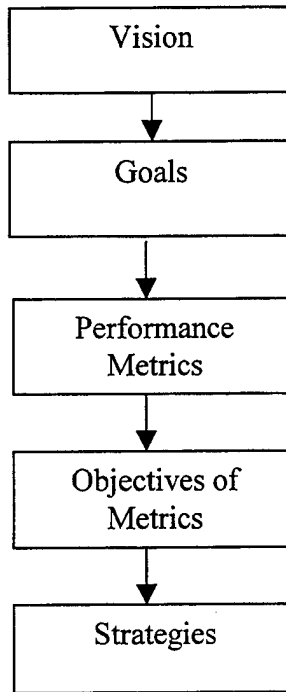 Vision
Goals
Performance
Metrics
Objectives of
Metrics
Strategies